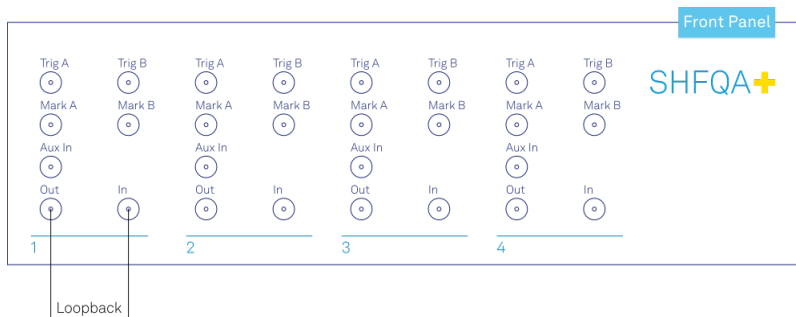 Front Panel
Trig A Trig B Trig A Trig B Trig A Trig B Trig A Trig B
SHFQA+
Mark A Mark B Mark A Mark B Mark A Mark B Mark A Mark B
Aux In Aux In Aux In Aux In
Out In Out In Out In Out In
1 2 3 4
Loopback